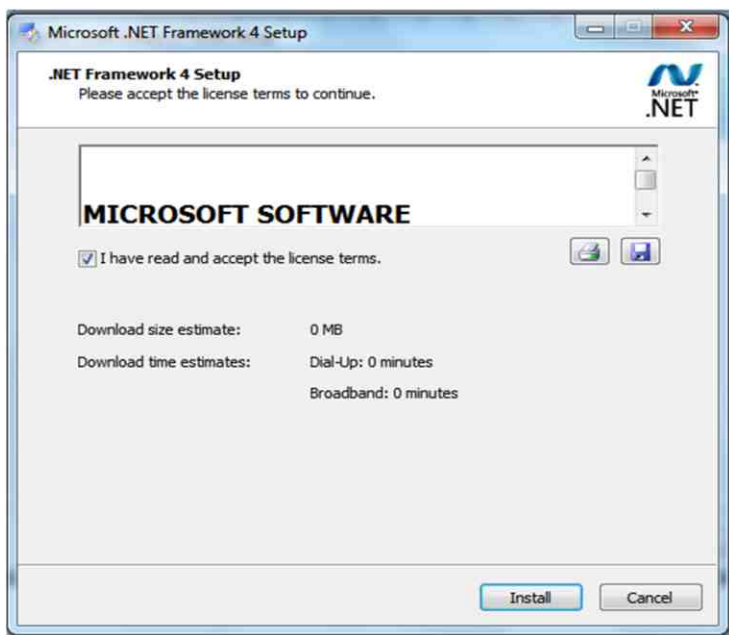 Microsoft .NET Framework 4 Setup
.NET Framework 4 Setup
Please accept the license terms to continue.
Microsoft
.NET
MICROSOFT SOFTWARE
I have read and accept the license terms.
Download size estimate: 0 MB
Download time estimates: Dial-Up: 0 minutes
Broadband: 0 minutes
Install Cancel